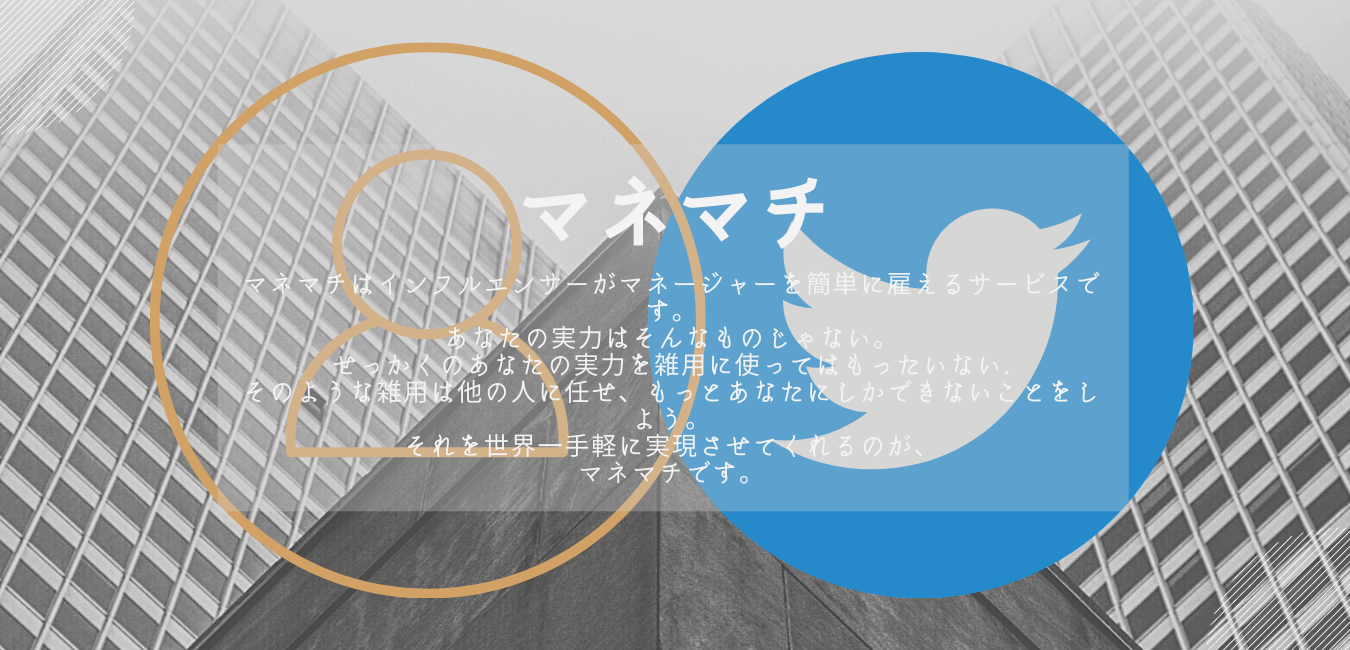 マネマチ
マネマチはインフルエンサーがマネージャーを簡単に雇えるサービスで
す。
あなたの実力はそんなものじゃない。
せっかくのあなたの実力を雑用に使ってはもったいない.
そのような雑用は他の人に任せ、もっとあなたにしかできないことをし
よう。
それを世界一手軽に実現させてくれるのが、
マネマチです。